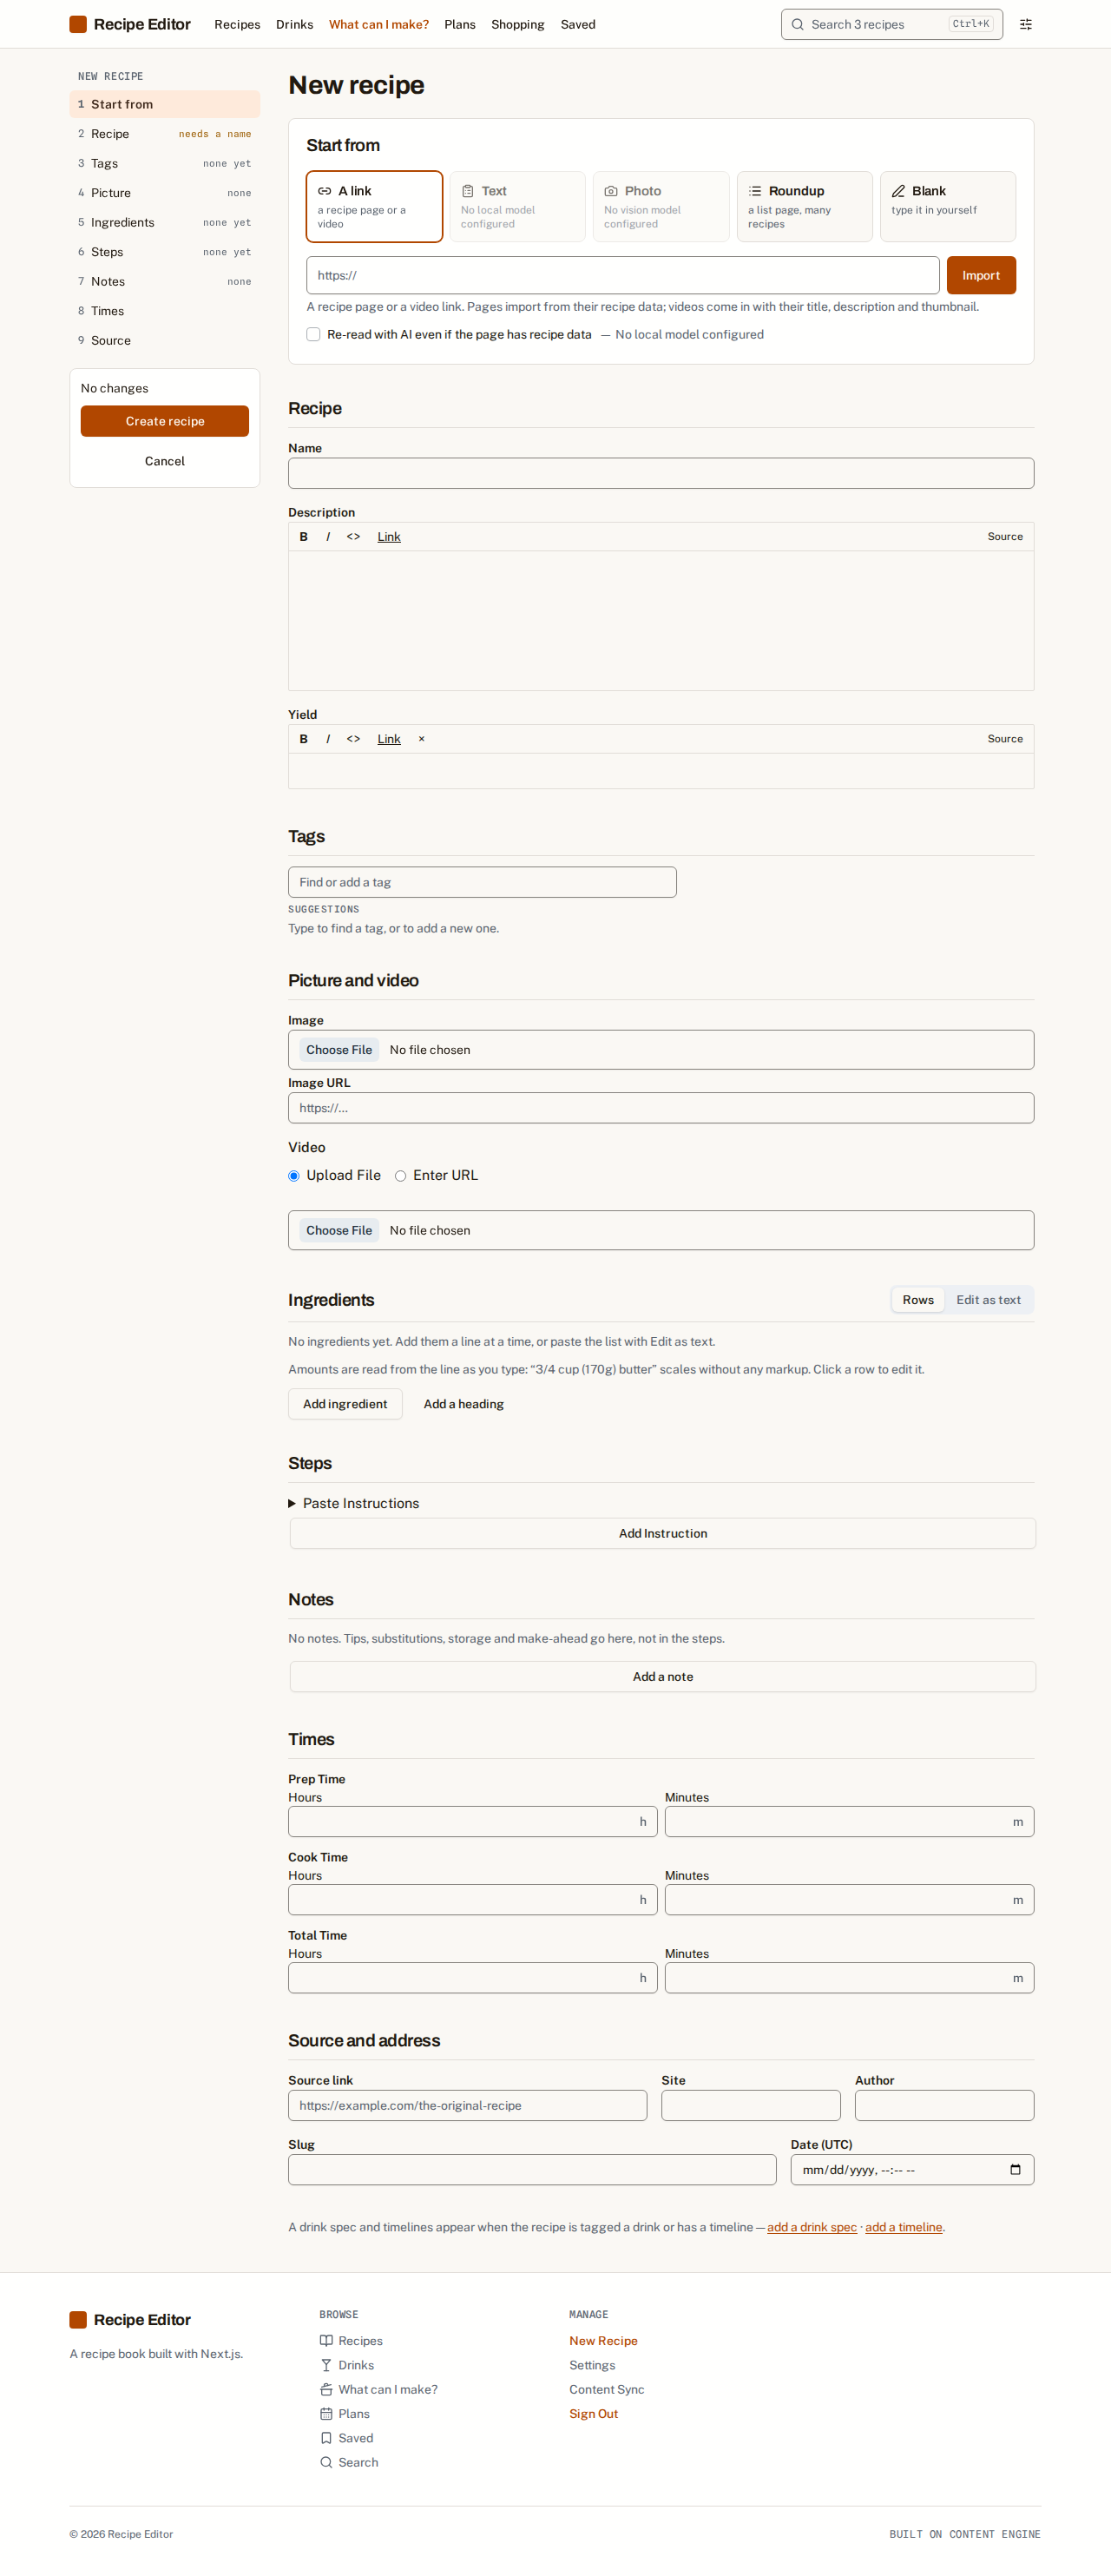 Recipe Editor
Recipes
Drinks
What can I make?
Plans
Shopping
Saved
Search 3 recipes
Ctrl+K
NEW RECIPE
1 Start from
2 Recipe needs a name
3 Tags none yet
4 Picture none
5 Ingredients none yet
6 Steps none yet
7 Notes none
8 Times
9 Source
No changes
Create recipe
Cancel
New recipe
Start from
A link
a recipe page or a
video
Text
No local model
configured
Photo
No vision model
configured
Roundup
a list page, many
recipes
Blank
type it in yourself
https://
Import
A recipe page or a video link. Pages import from their recipe data; videos come in with their title, description and thumbnail.
Re-read with AI even if the page has recipe data — No local model configured
Recipe
Name
Description
B I <> Link Source
Yield
B I <> Link × Source
Tags
Find or add a tag
SUGGESTIONS
Type to find a tag, or to add a new one.
Picture and video
Image
Choose File No file chosen
Image URL
https://...
Video
Upload File Enter URL
Choose File No file chosen
Ingredients
Rows Edit as text
No ingredients yet. Add them a line at a time, or paste the list with Edit as text.
Amounts are read from the line as you type: “3/4 cup (170g) butter” scales without any markup. Click a row to edit it.
Add ingredient Add a heading
Steps
Paste Instructions
Add Instruction
Notes
No notes. Tips, substitutions, storage and make-ahead go here, not in the steps.
Add a note
Times
Prep Time
Hours Minutes
h m
Cook Time
Hours Minutes
h m
Total Time
Hours Minutes
h m
Source and address
Source link Site Author
https://example.com/the-original-recipe
Slug Date (UTC)
mm/dd/yyyy, --:-- --
A drink spec and timelines appear when the recipe is tagged a drink or has a timeline — add a drink spec · add a timeline.
Recipe Editor
A recipe book built with Next.js.
BROWSE
Recipes
Drinks
What can I make?
Plans
Saved
Search
MANAGE
New Recipe
Settings
Content Sync
Sign Out
© 2026 Recipe Editor
BUILT ON CONTENT ENGINE